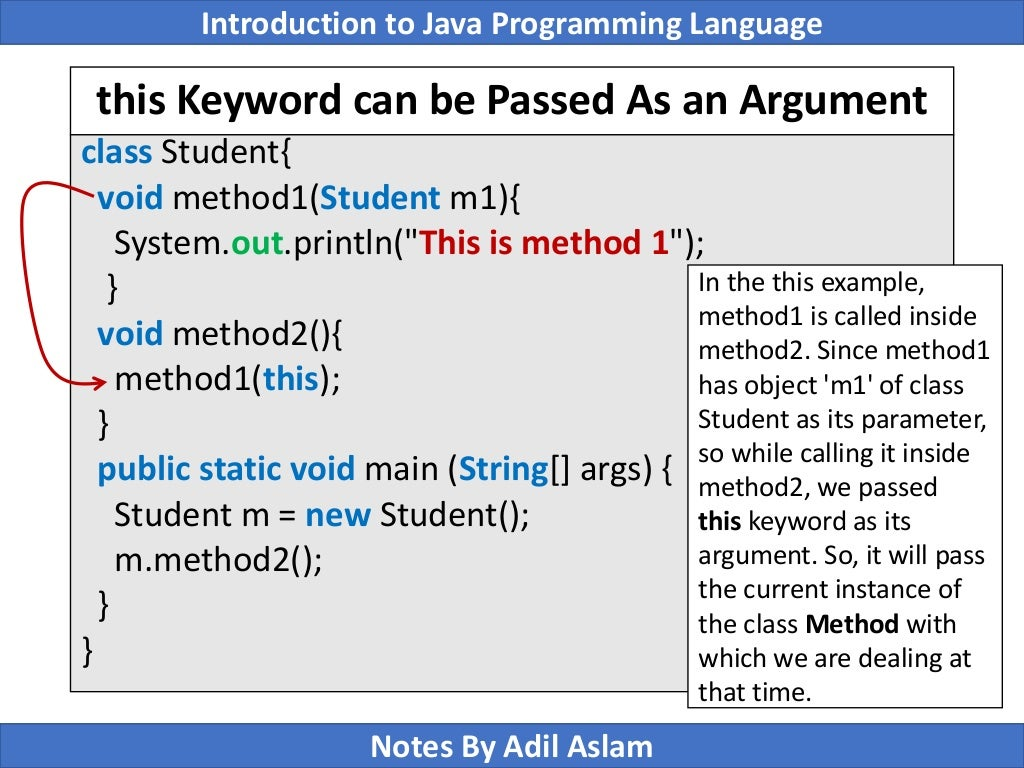 Introduction to Java Programming Language
this Keyword can be Passed As an Argument
class Student{
void method1(Student m1){
System.out.println("This is method 1");
}
void method2(){
method1(this);
}
public static void main (String[] args) {
Student m = new Student();
m.method2();
}
}
In the this example,
method1 is called inside
method2. Since method1
has object 'm1' of class
Student as its parameter,
so while calling it inside
method2, we passed
this keyword as its
argument. So, it will pass
the current instance of
the class Method with
which we are dealing at
that time.
Notes By Adil Aslam